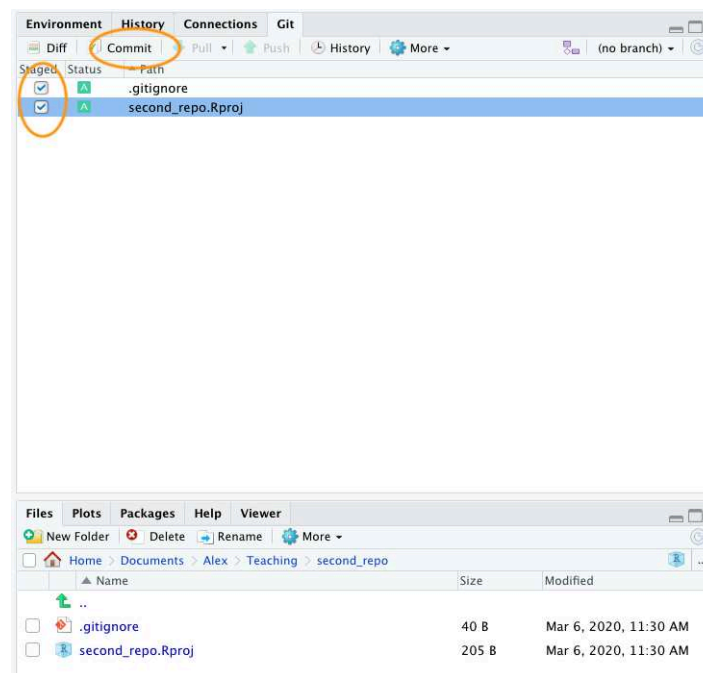 Environment History Connections Git
Diff Commit Pull Push History More (no branch)
Staged Status Path
A .gitignore
A second_repo.Rproj
Files Plots Packages Help Viewer
New Folder Delete Rename More
Home Documents Alex Teaching second_repo R ..
Name Size Modified
..
.gitignore 40 B Mar 6, 2020, 11:30 AM
second_repo.Rproj 205 B Mar 6, 2020, 11:30 AM